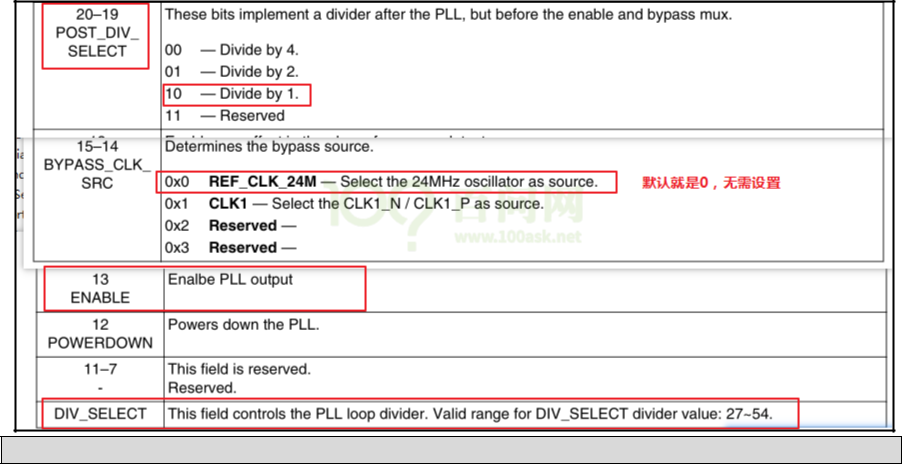 20–19
POST_DIV_
SELECT
These bits implement a divider after the PLL, but before the enable and bypass mux.
00 — Divide by 4.
01 — Divide by 2.
10 — Divide by 1.
11 — Reserved
15–14
BYPASS_CLK_
SRC
Determines the bypass source.
0x0 REF_CLK_24M — Select the 24MHz oscillator as source.
默认就是0，无需设置
0x1 CLK1 — Select the CLK1_N / CLK1_P as source.
0x2 Reserved —
0x3 Reserved —
百问网
www.100ask.net
13
ENABLE
Enalbe PLL output
12
POWERDOWN
Powers down the PLL.
11–7
-
This field is reserved.
Reserved.
DIV_SELECT
This field controls the PLL loop divider. Valid range for DIV_SELECT divider value: 27~54.